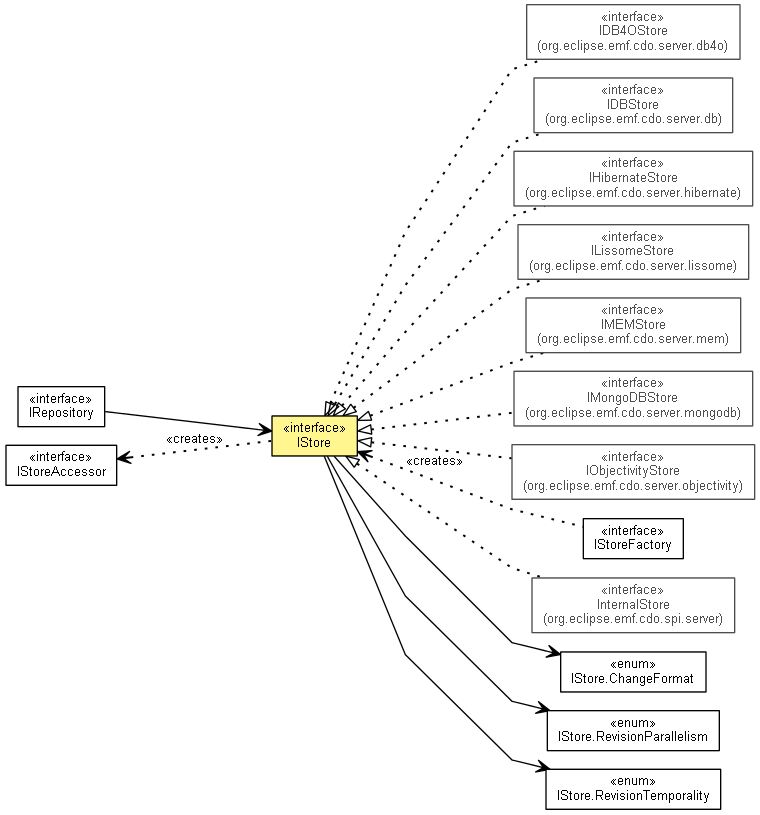 «interface»
IDB4OStore
(org.eclipse.emf.cdo.server.db4o)
«interface»
IDBStore
(org.eclipse.emf.cdo.server.db)
«interface»
IHibernateStore
(org.eclipse.emf.cdo.server.hibernate)
«interface»
ILissomeStore
(org.eclipse.emf.cdo.server.lissome)
«interface»
IMEMStore
(org.eclipse.emf.cdo.server.mem)
«interface»
IMongoDBStore
(org.eclipse.emf.cdo.server.mongodb)
«interface»
IRepository
«interface»
IStore
«creates»
«interface»
IStoreAccessor
«creates»
«interface»
IObjectivityStore
(org.eclipse.emf.cdo.server.objectivity)
«interface»
IStoreFactory
«interface»
InternalStore
(org.eclipse.emf.cdo.spi.server)
«enum»
IStore.ChangeFormat
«enum»
IStore.RevisionParallelism
«enum»
IStore.RevisionTemporality